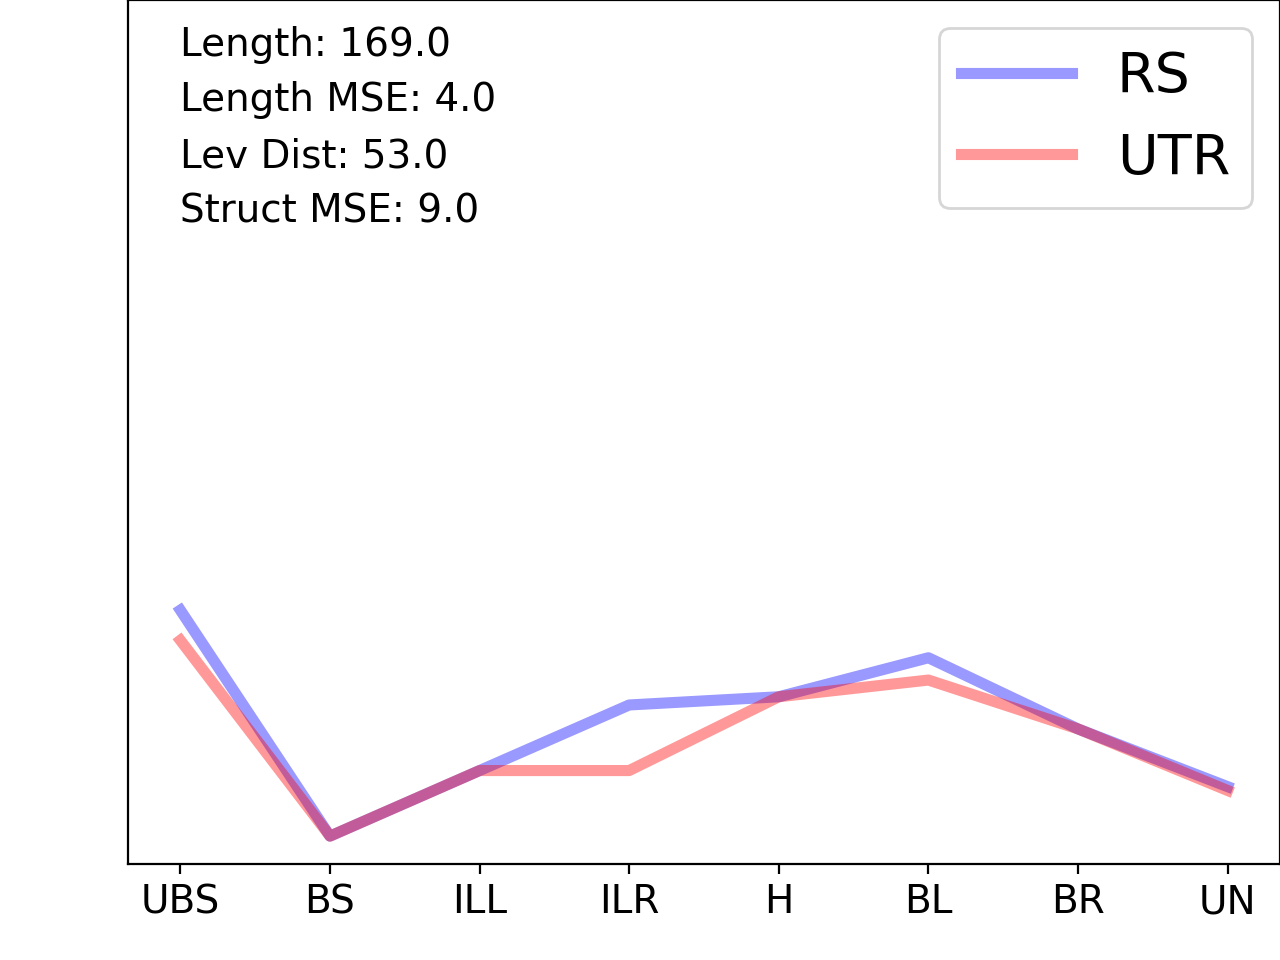 Length: 169.0
Length MSE: 4.0
Lev Dist: 53.0
Struct MSE: 9.0
RS
UTR
UBS BS ILL ILR H BL BR UN